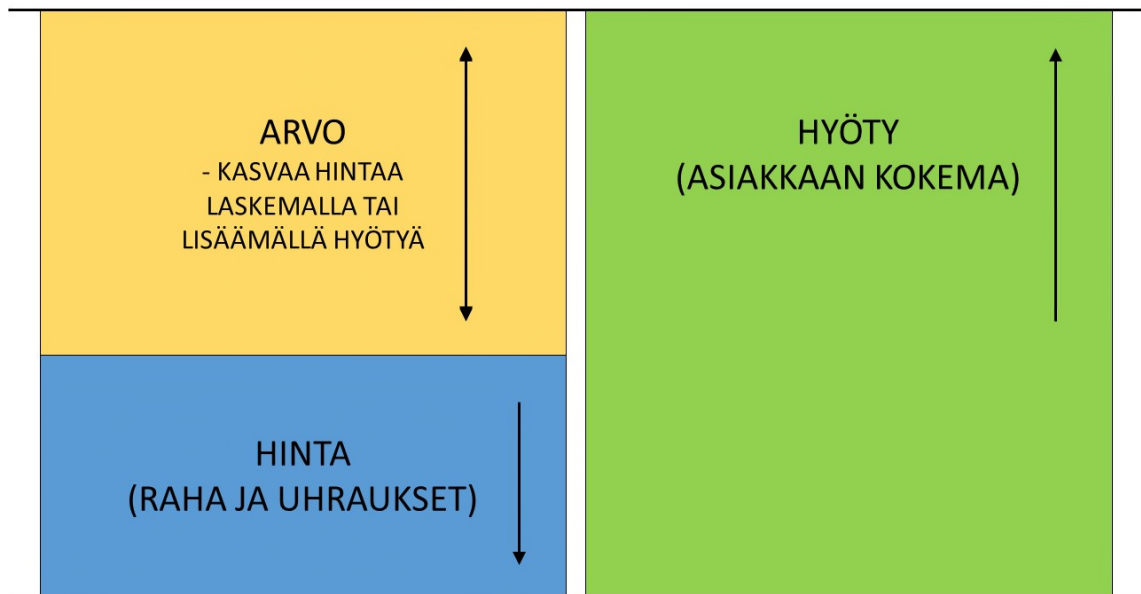 ARVO
- KASVAA HINTAA
LASKEMALLA TAI
LISÄÄMÄLLÄ HYÖTYÄ
HYÖTY
(ASIAKKAAN KOKEMA)
HINTA
(RAHA JA UHRAUKSET)